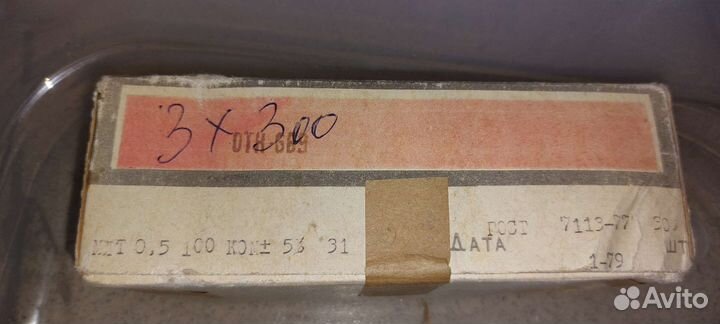 3 х 300
ОТК 665
ГОСТ 7113-77 500
МЛТ 0,5 100 КОМ± 5% 31 ДАТА 1-79 ШТ
Avito